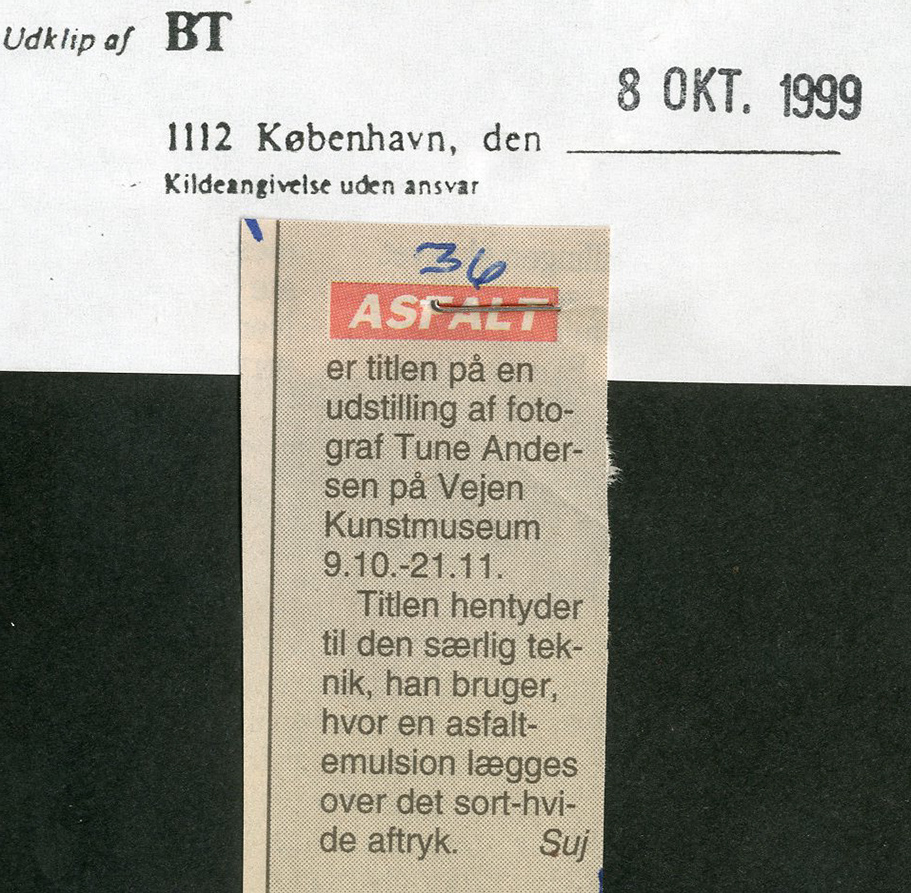 Udklip af BT
8 OKT. 1999
1112 København, den
Kildeangivelse uden ansvar
36
ASFALT
er titlen på en
udstilling af foto-
graf Tune Ander-
sen på Vejen
Kunstmuseum
9.10.-21.11.
Titlen hentyder
til den særlig tek-
nik, han bruger,
hvor en asfalt-
emulsion lægges
over det sort-hvi-
de aftryk. Suj